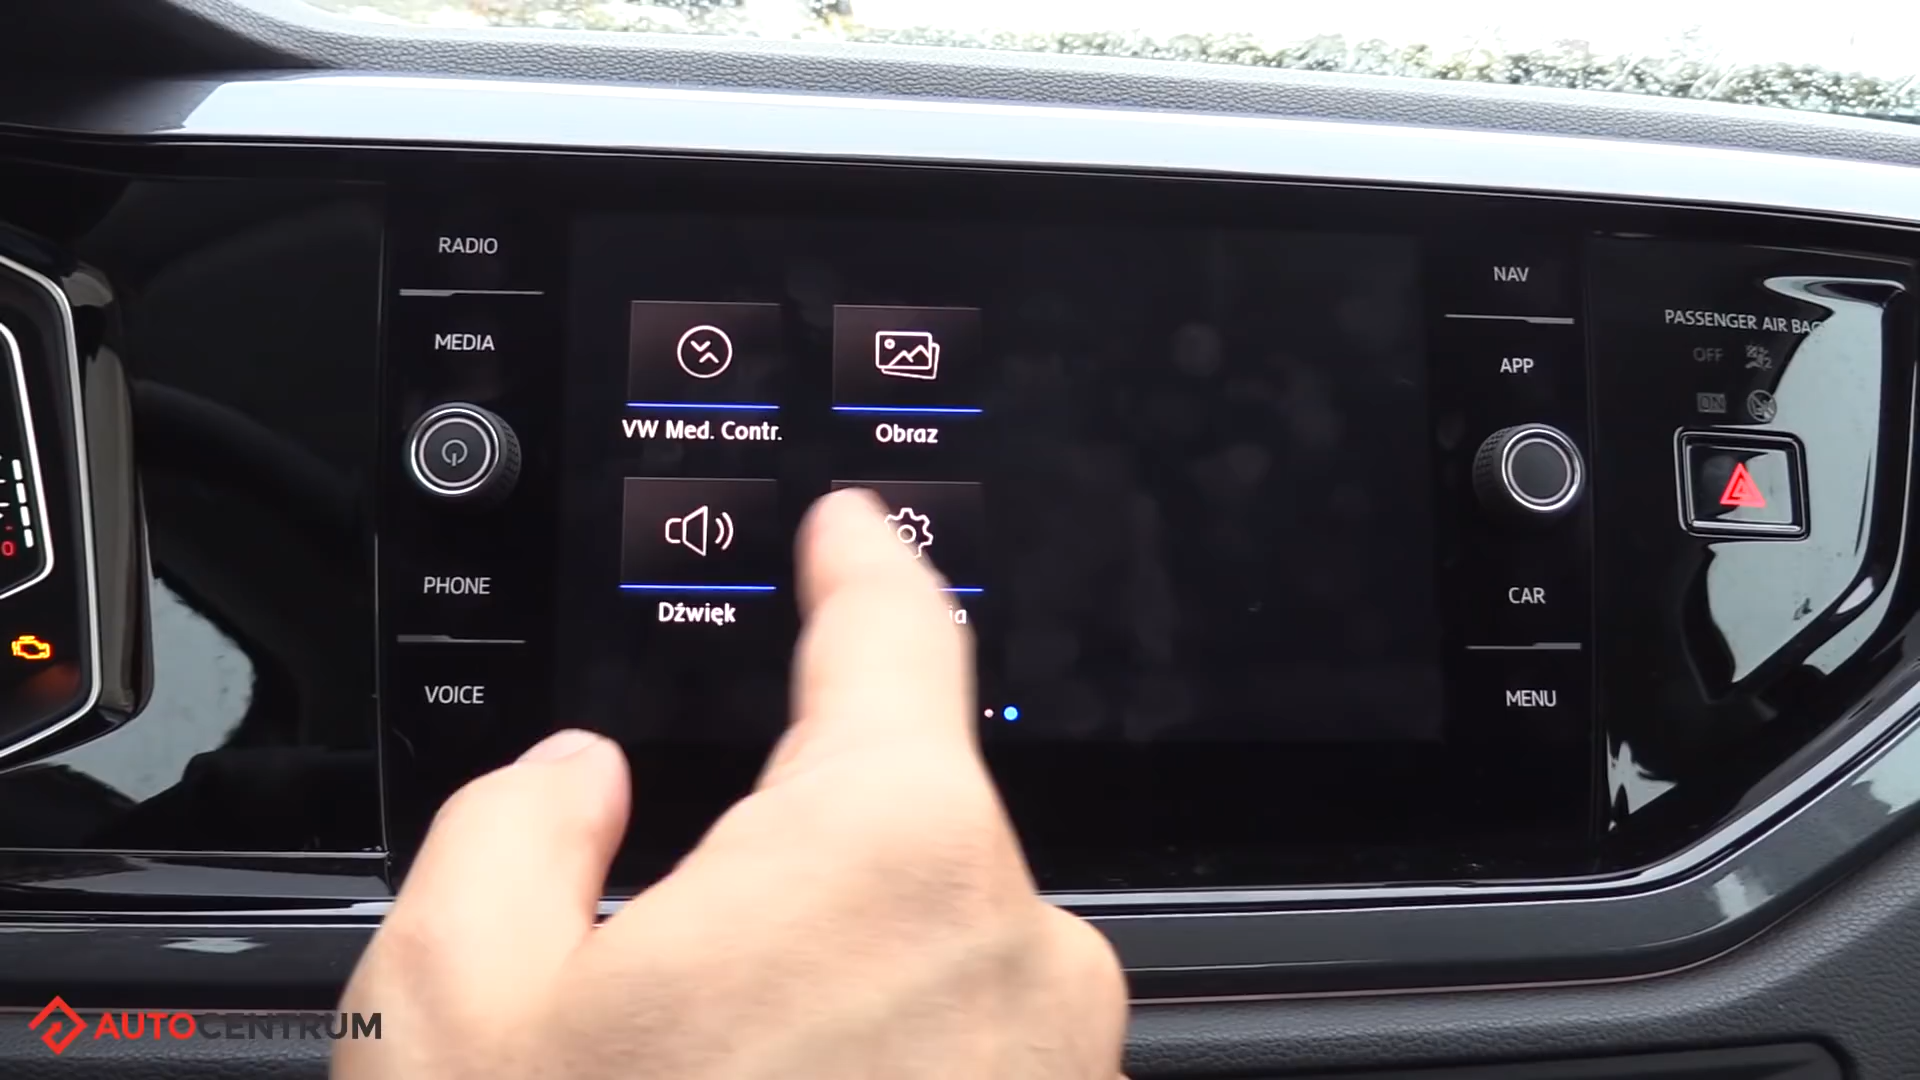 RADIO
MEDIA
PHONE
VOICE
VW Med. Contr.
Obraz
Dźwięk
NAV
APP
CAR
MENU
PASSENGER AIR BAG
OFF
ON
0
AUTOCENTRUM